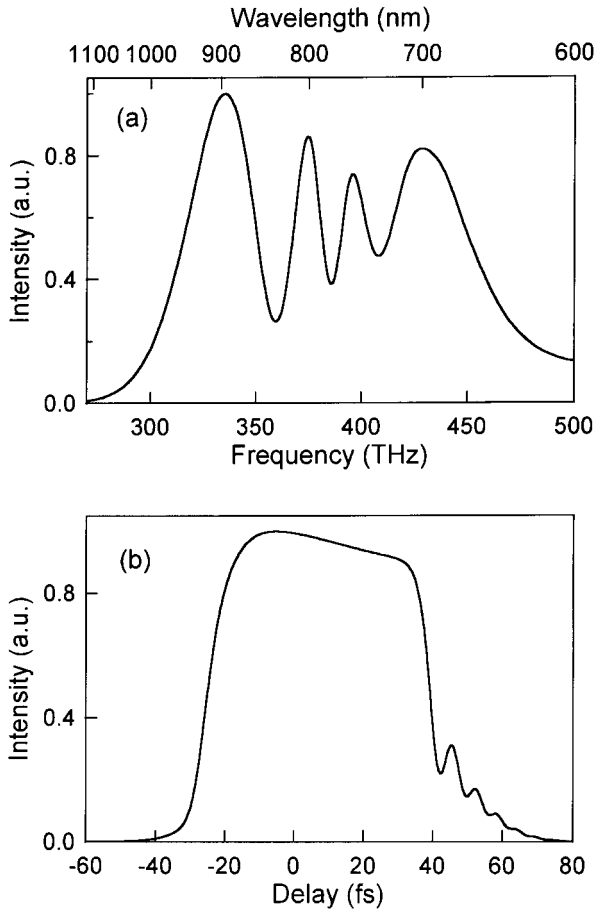 Wavelength (nm)
1100 1000 900 800 700 600
(a)
0.8
0.4
0.0
Intensity (a.u.)
300 350 400 450 500
Frequency (THz)
(b)
0.8
0.4
0.0
Intensity (a.u.)
-60 -40 -20 0 20 40 60 80
Delay (fs)